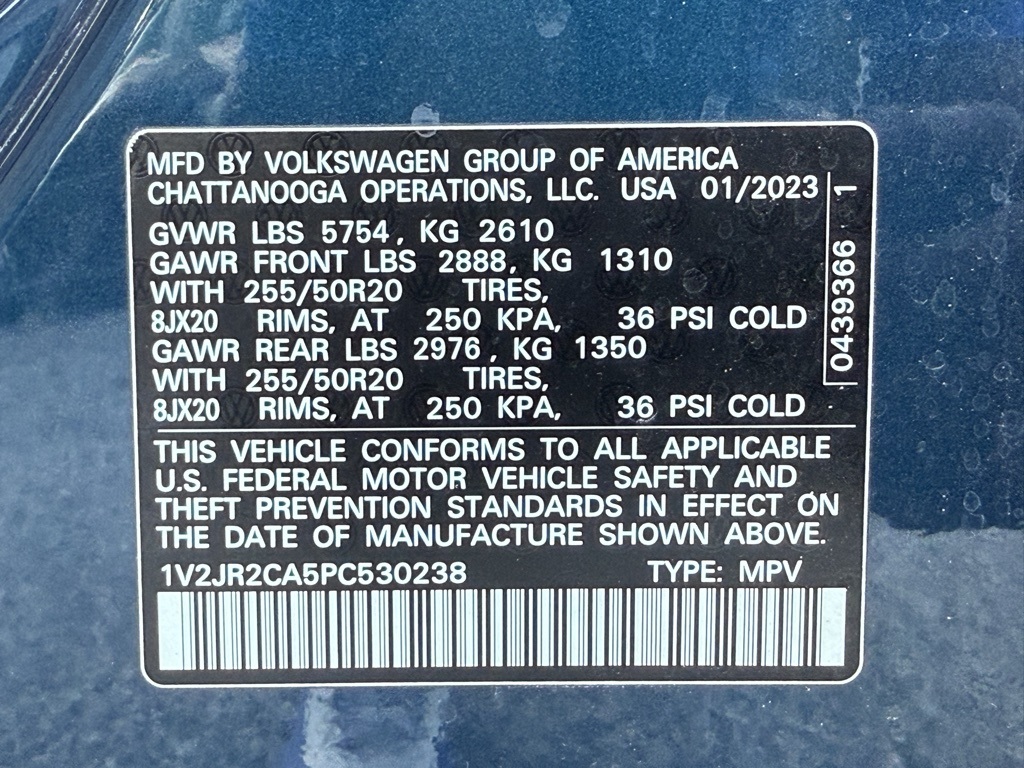 MFD BY VOLKSWAGEN GROUP OF AMERICA
CHATTANOOGA OPERATIONS, LLC. USA 01/2023
GVWR LBS 5754, KG 2610
GAWR FRONT LBS 2888, KG 1310
WITH 255/50R20 TIRES,
8JX20 RIMS, AT 250 KPA, 36 PSI COLD
GAWR REAR LBS 2976, KG 1350
WITH 255/50R20 TIRES,
8JX20 RIMS, AT 250 KPA, 36 PSI COLD
0439366 1
THIS VEHICLE CONFORMS TO ALL APPLICABLE
U.S. FEDERAL MOTOR VEHICLE SAFETY AND
THEFT PREVENTION STANDARDS IN EFFECT ON
THE DATE OF MANUFACTURE SHOWN ABOVE.
1V2JR2CA5PC530238 TYPE: MPV